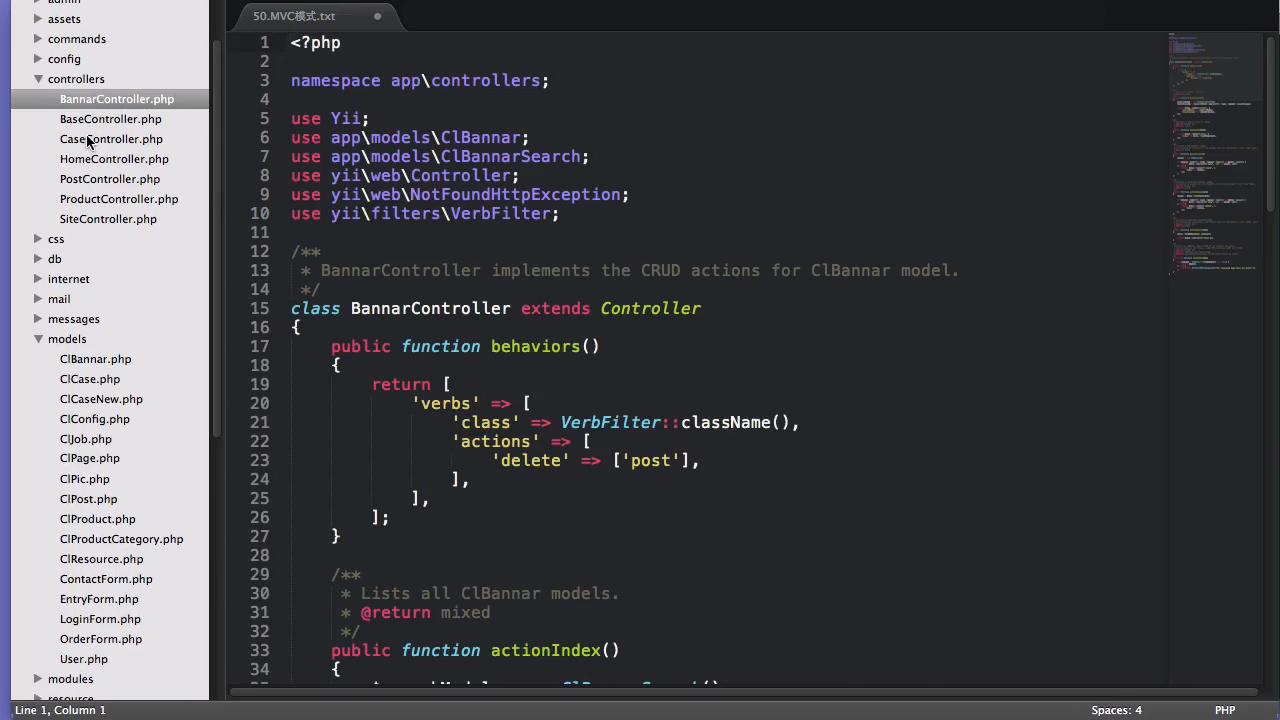 admin
assets
commands
config
controllers
BannarController.php
BaseController.php
CaseController.php
HomeController.php
PostController.php
ProductController.php
SiteController.php
css
db
internet
mail
messages
models
ClBannar.php
ClCase.php
ClCaseNew.php
ClConfig.php
ClJob.php
ClPage.php
ClPic.php
ClPost.php
ClProduct.php
ClProductCategory.php
ClResource.php
ContactForm.php
EntryForm.php
LoginForm.php
OrderForm.php
User.php
modules
resource
50.MVC模式.txt
1 <?php
2
3 namespace app\controllers;
4
5 use Yii;
6 use app\models\ClBannar;
7 use app\models\ClBannarSearch;
8 use yii\web\Controller;
9 use yii\web\NotFoundHttpException;
10 use yii\filters\VerbFilter;
11
12 /**
13 * BannarController implements the CRUD actions for ClBannar model.
14 */
15 class BannarController extends Controller
16 {
17 public function behaviors()
18 {
19 return [
20 'verbs' => [
21 'class' => VerbFilter::className(),
22 'actions' => [
23 'delete' => ['post'],
24 ],
25 ],
26 ];
27 }
28
29 /**
30 * Lists all ClBannar models.
31 * @return mixed
32 */
33 public function actionIndex()
34 {
Line 1, Column 1
Spaces: 4
PHP